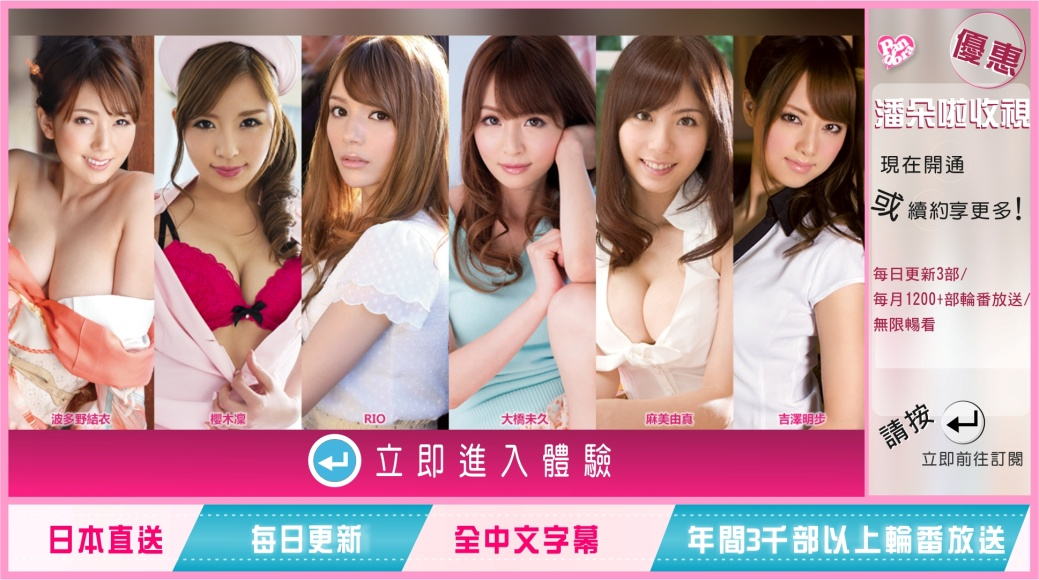 波多野結衣
櫻木凜
RIO
大橋未久
麻美由真
吉澤明步
立即進入體驗
Pandora
優惠
潘朵啦收視
現在開通
或續約享更多!
每日更新3部/
每月1200+部輪番放送/
無限暢看
請按
立即前往訂閱
日本直送
每日更新
全中文字幕
年間3千部以上輪番放送